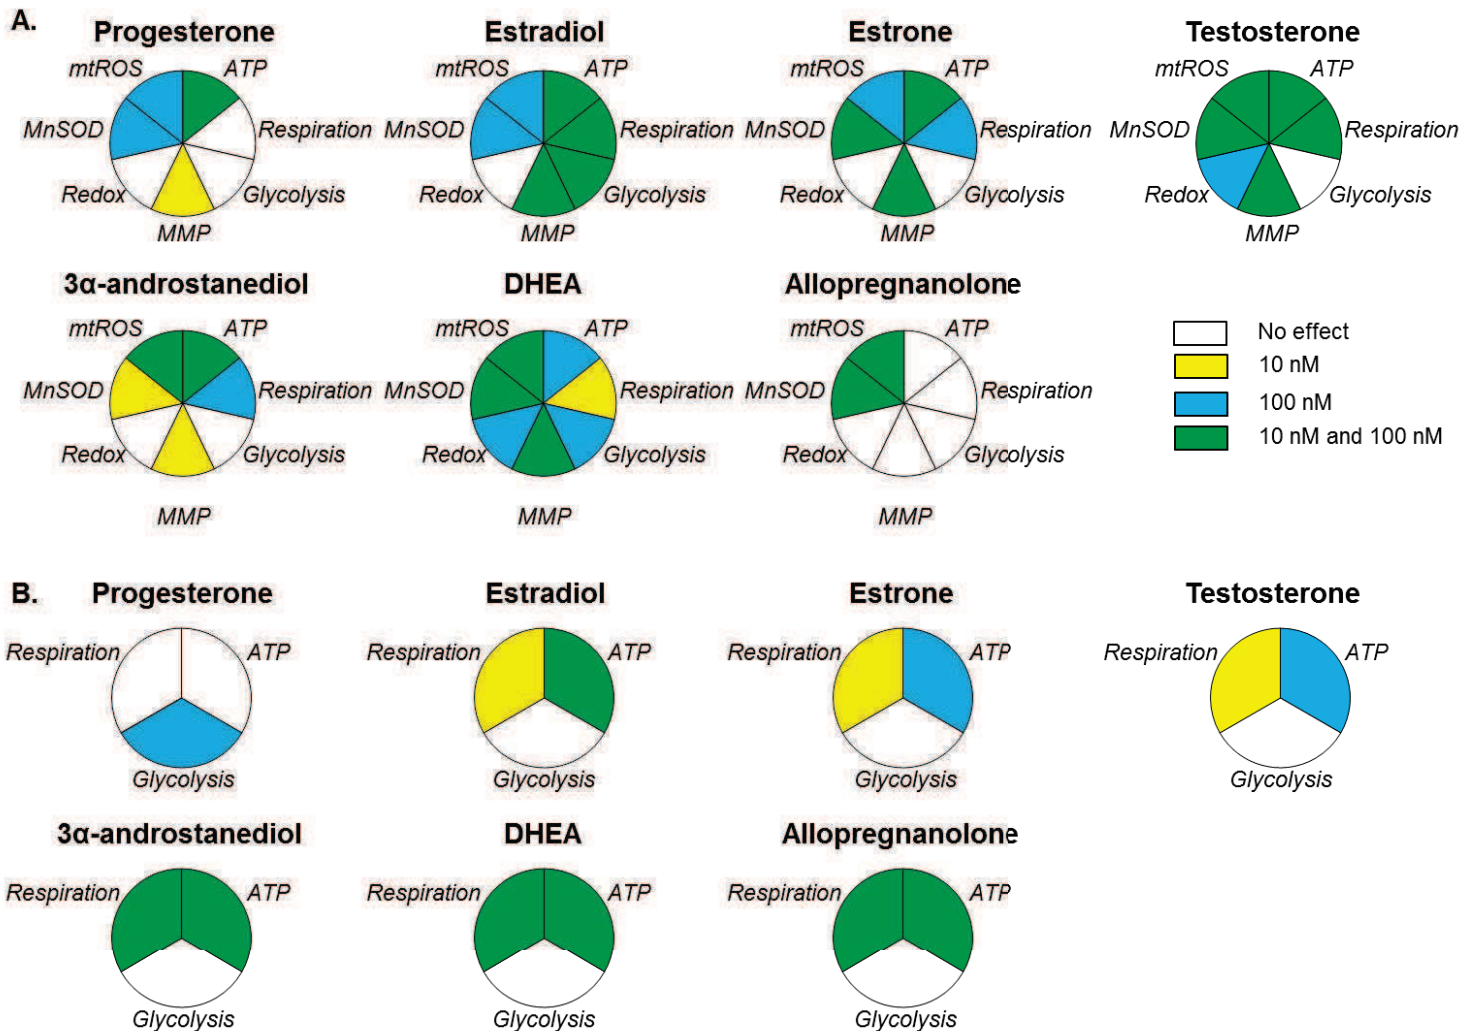 A.
Progesterone
mtROS
ATP
MnSOD
Respiration
Redox
Glycolysis
MMP
Estradiol
mtROS
ATP
MnSOD
Respiration
Redox
Glycolysis
MMP
Estrone
mtROS
ATP
MnSOD
Respiration
Redox
Glycolysis
MMP
Testosterone
mtROS
ATP
MnSOD
Respiration
Redox
Glycolysis
MMP
3α-androstanediol
mtROS
ATP
MnSOD
Respiration
Redox
Glycolysis
MMP
DHEA
mtROS
ATP
MnSOD
Respiration
Redox
Glycolysis
MMP
Allopregnanolone
mtROS
ATP
MnSOD
Respiration
Redox
Glycolysis
MMP
No effect
10 nM
100 nM
10 nM and 100 nM
B.
Progesterone
Respiration
ATP
Glycolysis
Estradiol
Respiration
ATP
Glycolysis
Estrone
Respiration
ATP
Glycolysis
Testosterone
Respiration
ATP
Glycolysis
3α-androstanediol
Respiration
ATP
Glycolysis
DHEA
Respiration
ATP
Glycolysis
Allopregnanolone
Respiration
ATP
Glycolysis